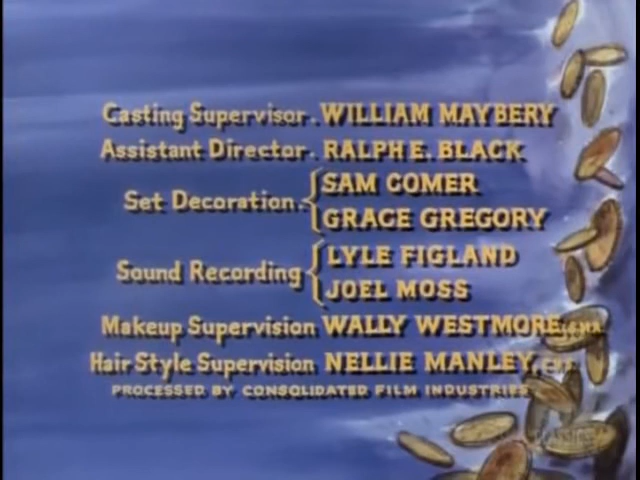 Casting Supervisor. WILLIAM MAYBERY
Assistant Director. RALPH E. BLACK
Set Decoration. { SAM COMER
GRACE GREGORY
Sound Recording { LYLE FIGLAND
JOEL MOSS
Makeup Supervision WALLY WESTMORE,
Hair Style Supervision NELLIE MANLEY,
PROCESSED BY CONSOLIDATED FILM INDUSTRIES
CLASSICS